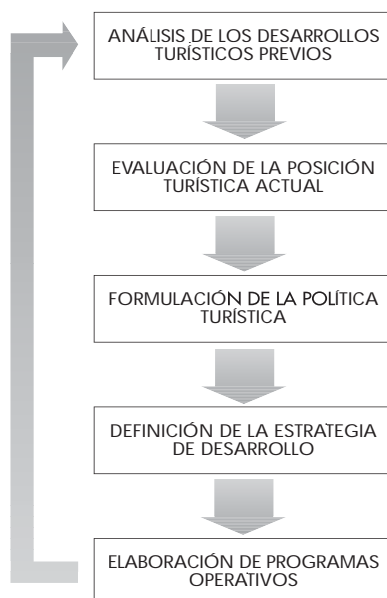 ANÁLISIS DE LOS DESARROLLOS
TURÍSTICOS PREVIOS
EVALUACIÓN DE LA POSICIÓN
TURÍSTICA ACTUAL
FORMULACIÓN DE LA POLÍTICA
TURÍSTICA
DEFINICIÓN DE LA ESTRATEGIA
DE DESARROLLO
ELABORACIÓN DE PROGRAMAS
OPERATIVOS